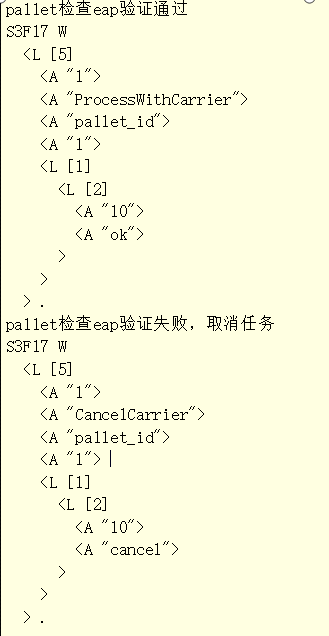 pallet检查eap验证通过
S3F17 W
  <L [5]
    <A "1">
    <A "ProcessWithCarrier">
    <A "pallet_id">
    <A "1">
    <L [1]
      <L [2]
        <A "10">
        <A "ok">
      >
    >
  > .
pallet检查eap验证失败，取消任务
S3F17 W
  <L [5]
    <A "1">
    <A "CancelCarrier">
    <A "pallet_id">
    <A "1">
    <L [1]
      <L [2]
        <A "10">
        <A "cancel">
      >
    >
  > .